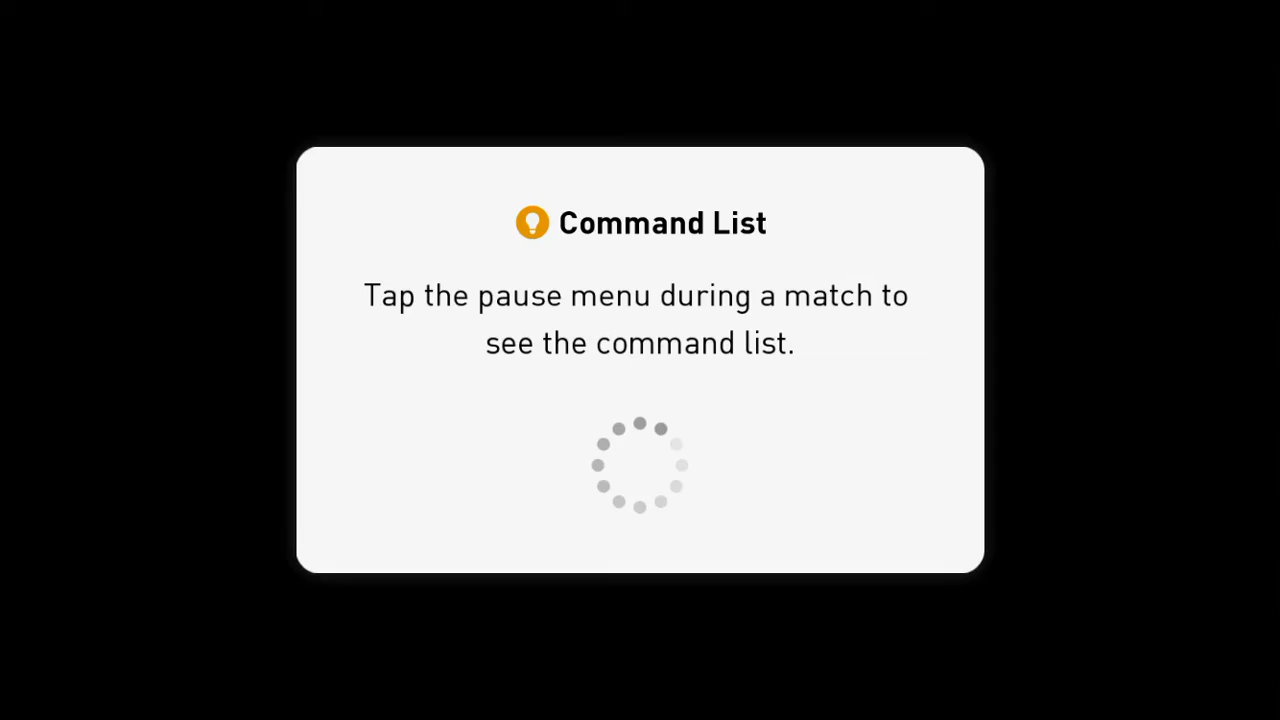 Command List
Tap the pause menu during a match to
see the command list.